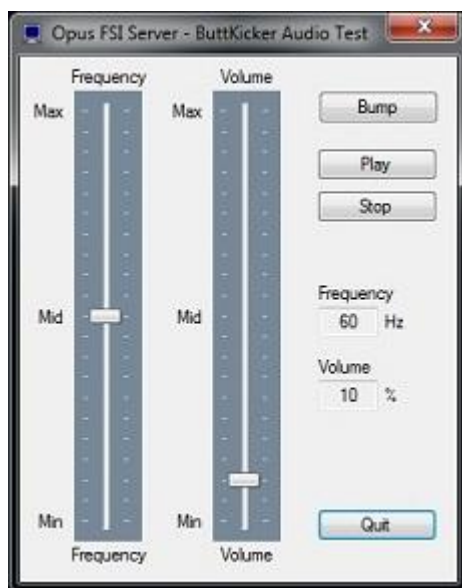 Opus FSI Server - ButtKicker Audio Test
Frequency Volume
Max Max Bump
Play
Stop
Frequency
Mid Mid 60 Hz
Volume
10 %
Min Min Quit
Frequency Volume